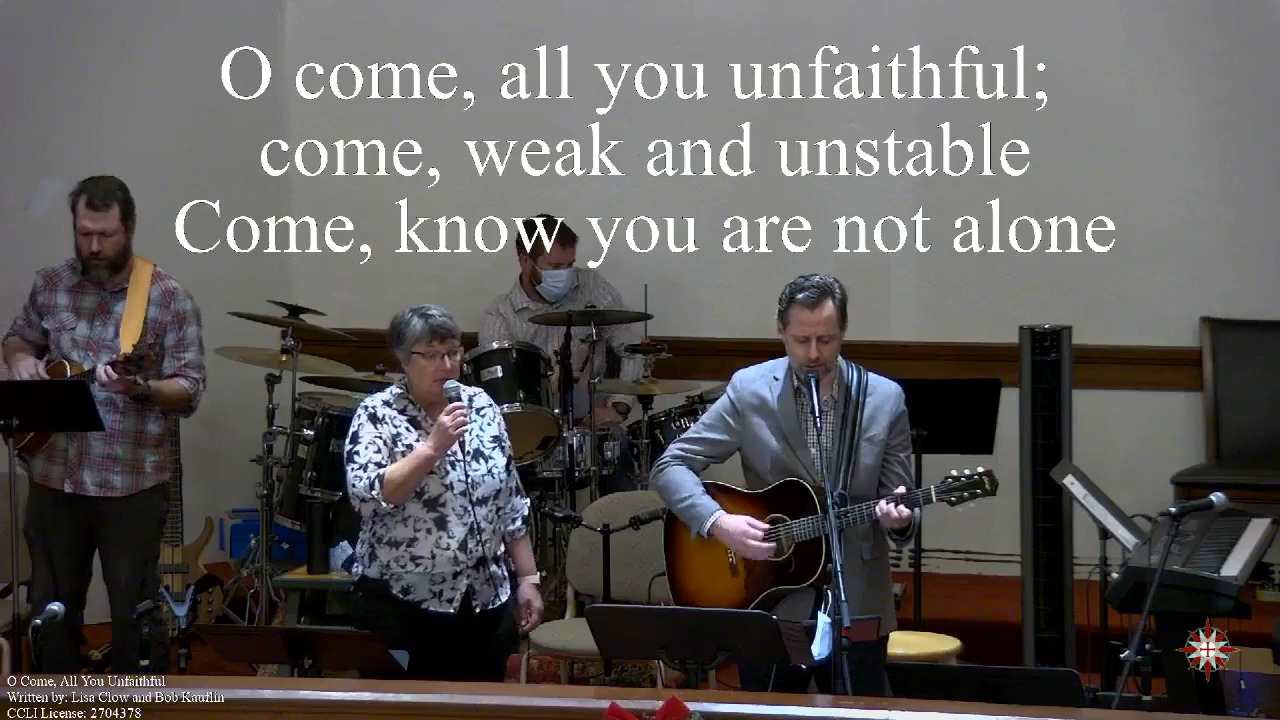 O come, all you unfaithful;
come, weak and unstable
Come, know you are not alone
O Come, All You Unfaithful
Written by: Lisa Clow and Bob Kauflin
CCLI License: 2704378